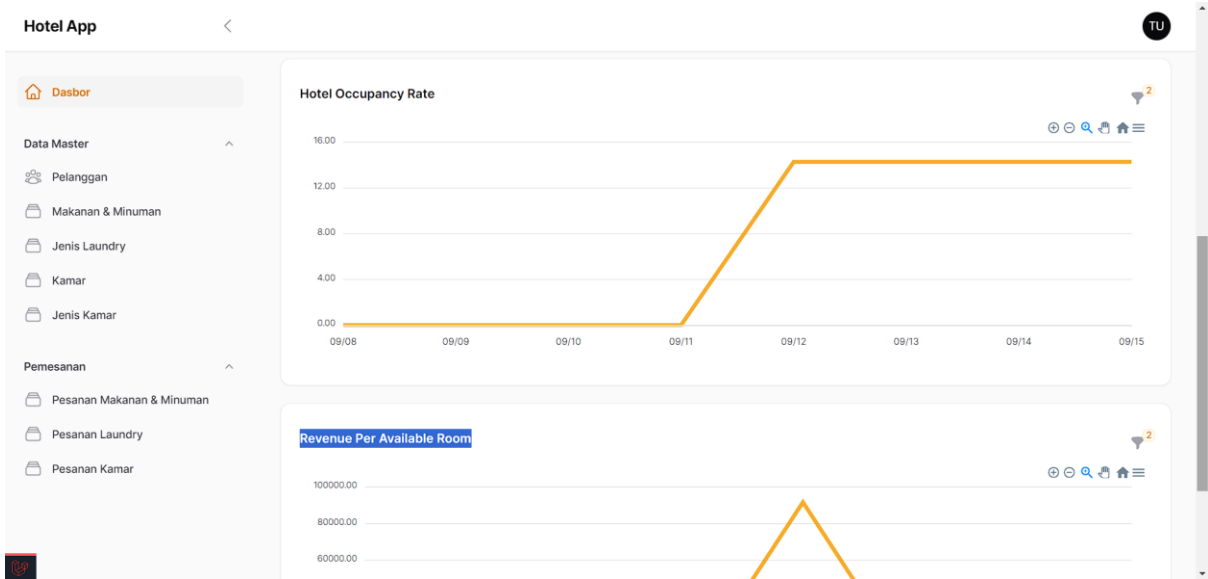 Hotel App
TU
Dasbor
Data Master
Pelanggan
Makanan & Minuman
Jenis Laundry
Kamar
Jenis Kamar
Pemesanan
Pesanan Makanan & Minuman
Pesanan Laundry
Pesanan Kamar
Hotel Occupancy Rate
2
16.00
12.00
8.00
4.00
0.00
09/08 09/09 09/10 09/11 09/12 09/13 09/14 09/15
Revenue Per Available Room
2
100000.00
80000.00
60000.00